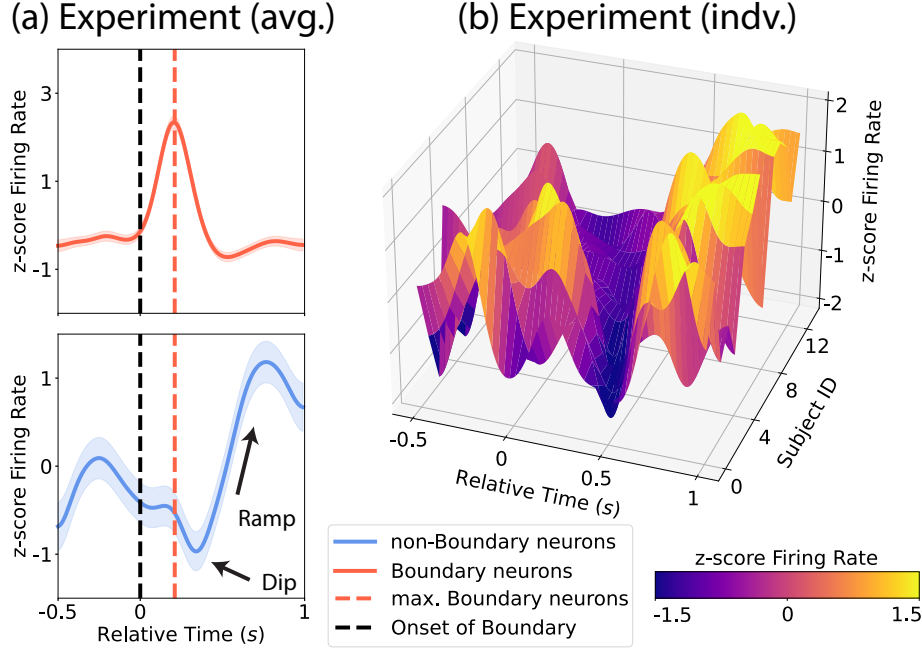 (a) Experiment (avg.)
(b) Experiment (indv.)
z-score Firing Rate
3
1
-1
z-score Firing Rate
1
0
-1
Ramp
Dip
-0.5
0
0.5
1
Relative Time (s)
2
1
0
-1
-2
z-score Firing Rate
-0.5
0
0.5
1
Relative Time (s)
0
4
8
12
Subject ID
non-Boundary neurons
Boundary neurons
max. Boundary neurons
Onset of Boundary
z-score Firing Rate
-1.5
0
1.5